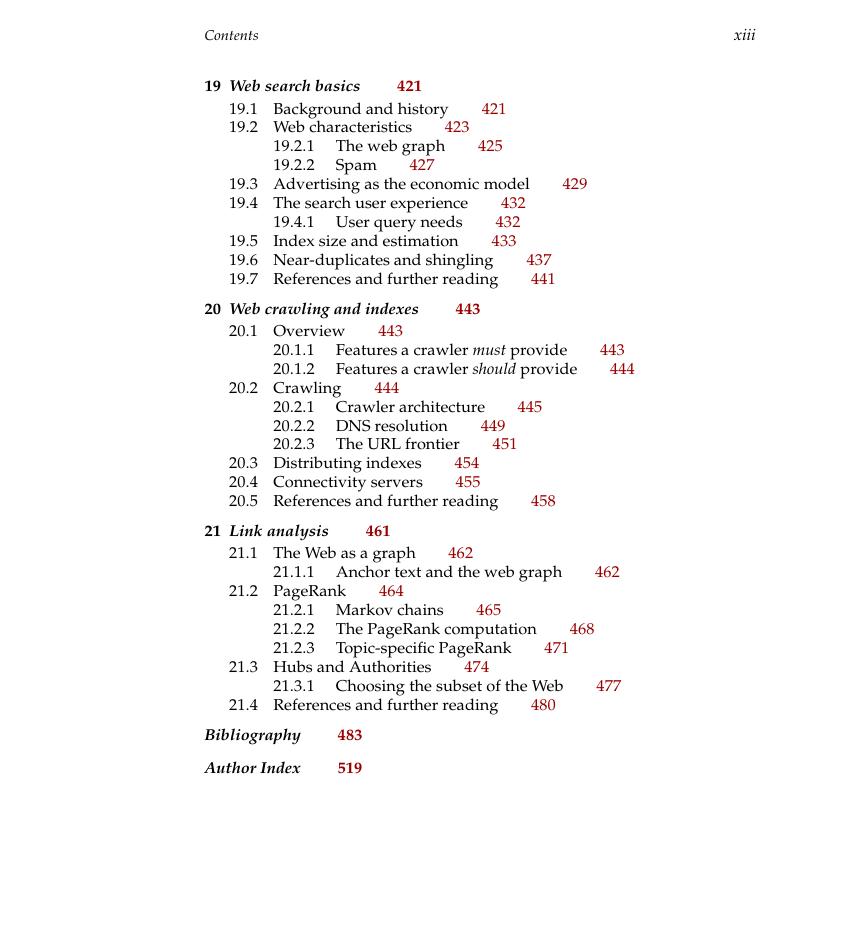 Contents xiii
19 Web search basics 421
19.1 Background and history 421
19.2 Web characteristics 423
19.2.1 The web graph 425
19.2.2 Spam 427
19.3 Advertising as the economic model 429
19.4 The search user experience 432
19.4.1 User query needs 432
19.5 Index size and estimation 433
19.6 Near-duplicates and shingling 437
19.7 References and further reading 441
20 Web crawling and indexes 443
20.1 Overview 443
20.1.1 Features a crawler must provide 443
20.1.2 Features a crawler should provide 444
20.2 Crawling 444
20.2.1 Crawler architecture 445
20.2.2 DNS resolution 449
20.2.3 The URL frontier 451
20.3 Distributing indexes 454
20.4 Connectivity servers 455
20.5 References and further reading 458
21 Link analysis 461
21.1 The Web as a graph 462
21.1.1 Anchor text and the web graph 462
21.2 PageRank 464
21.2.1 Markov chains 465
21.2.2 The PageRank computation 468
21.2.3 Topic-specific PageRank 471
21.3 Hubs and Authorities 474
21.3.1 Choosing the subset of the Web 477
21.4 References and further reading 480
Bibliography 483
Author Index 519